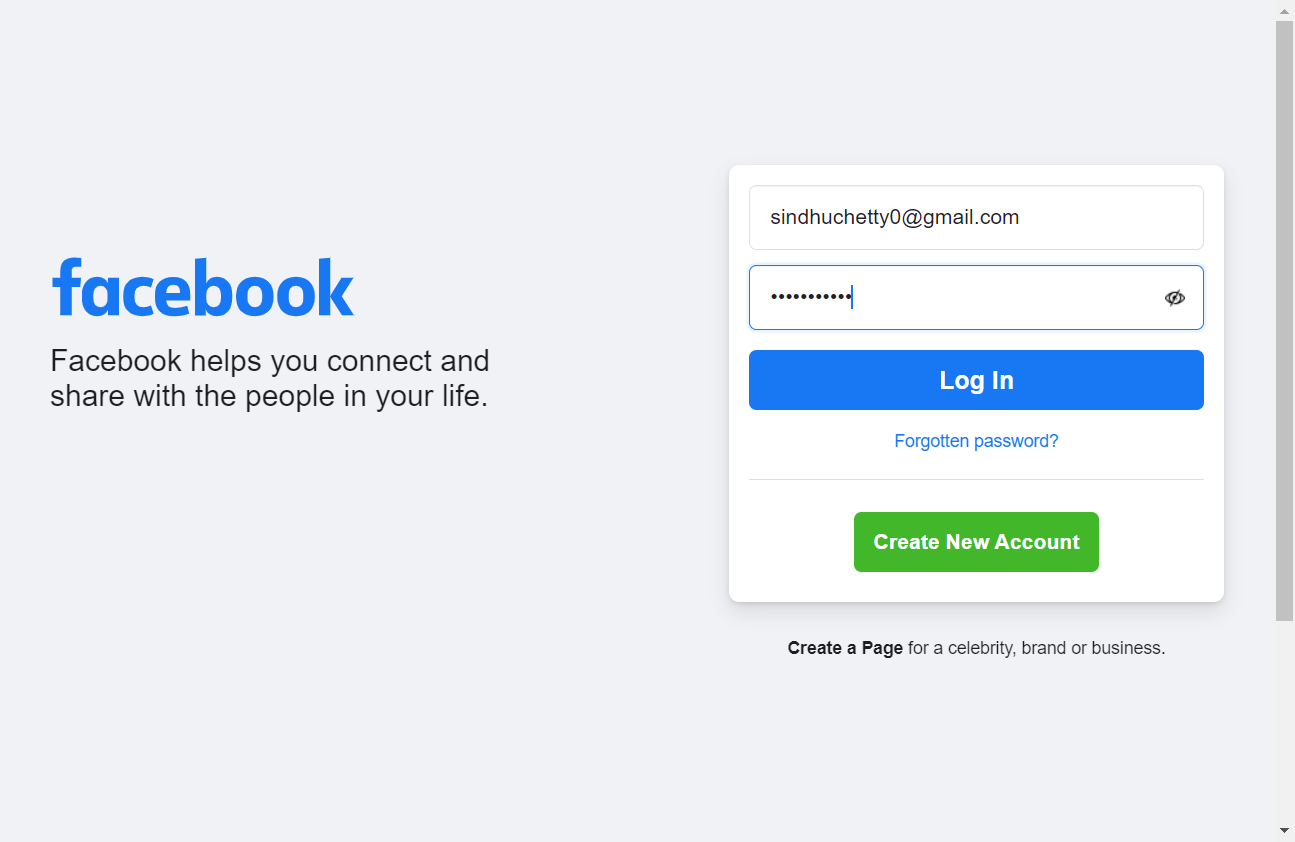 facebook
Facebook helps you connect and
share with the people in your life.
sindhuchetty0@gmail.com
•••••••••••
Log In
Forgotten password?
Create New Account
Create a Page for a celebrity, brand or business.